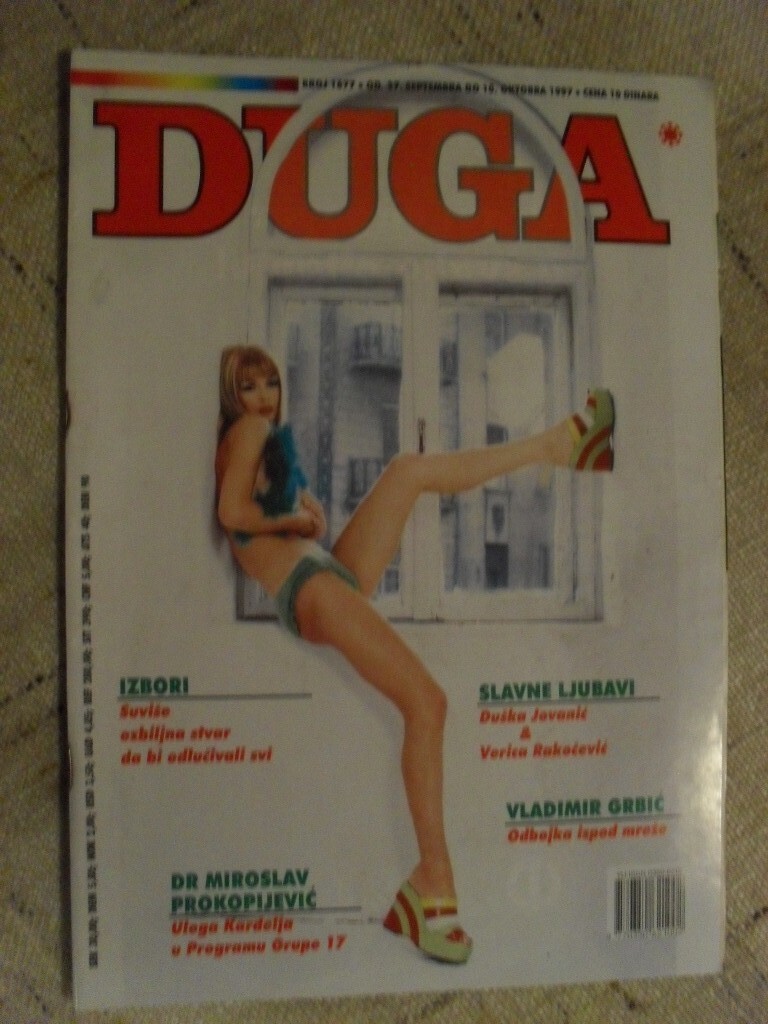 BROJ 1677 • OD 27. SEPTEMBRA DO 10. OKTOBRA 1997 • CENA 10 DINARA
DUGA
IZBORI
Suviše
ozbiljna stvar
da bi odlučivali svi
SLAVNE LJUBAVI
Duška Jovanić
&
Verica Rakočević
VLADIMIR GRBIĆ
Odbojka ispod mreže
DR MIROSLAV
PROKOPIJEVIĆ
Uloga Kardelja
u Programu Grupe 17